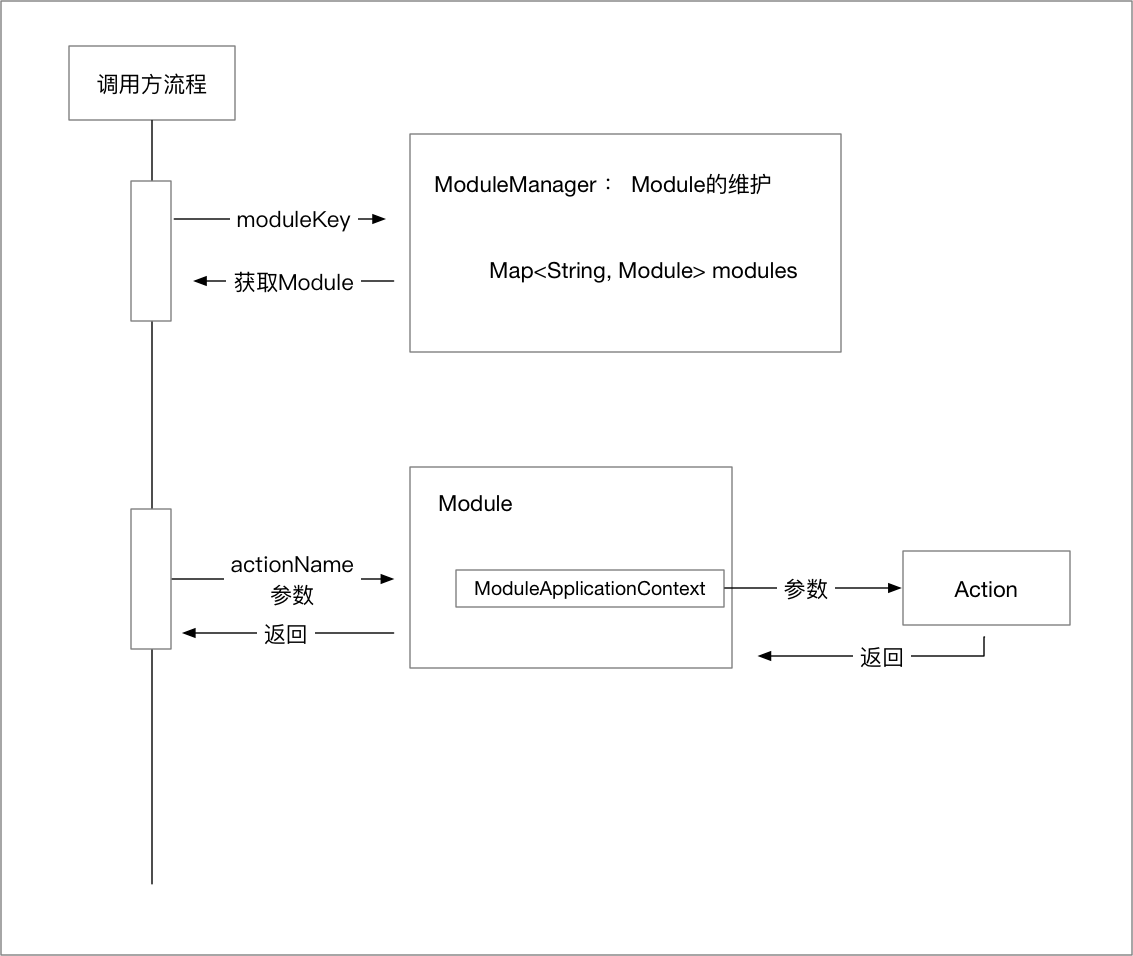 调用方流程
ModuleManager： Module的维护
moduleKey
Map<String, Module> modules
获取Module
Module
actionName
参数
ModuleApplicationContext
参数
Action
返回
返回